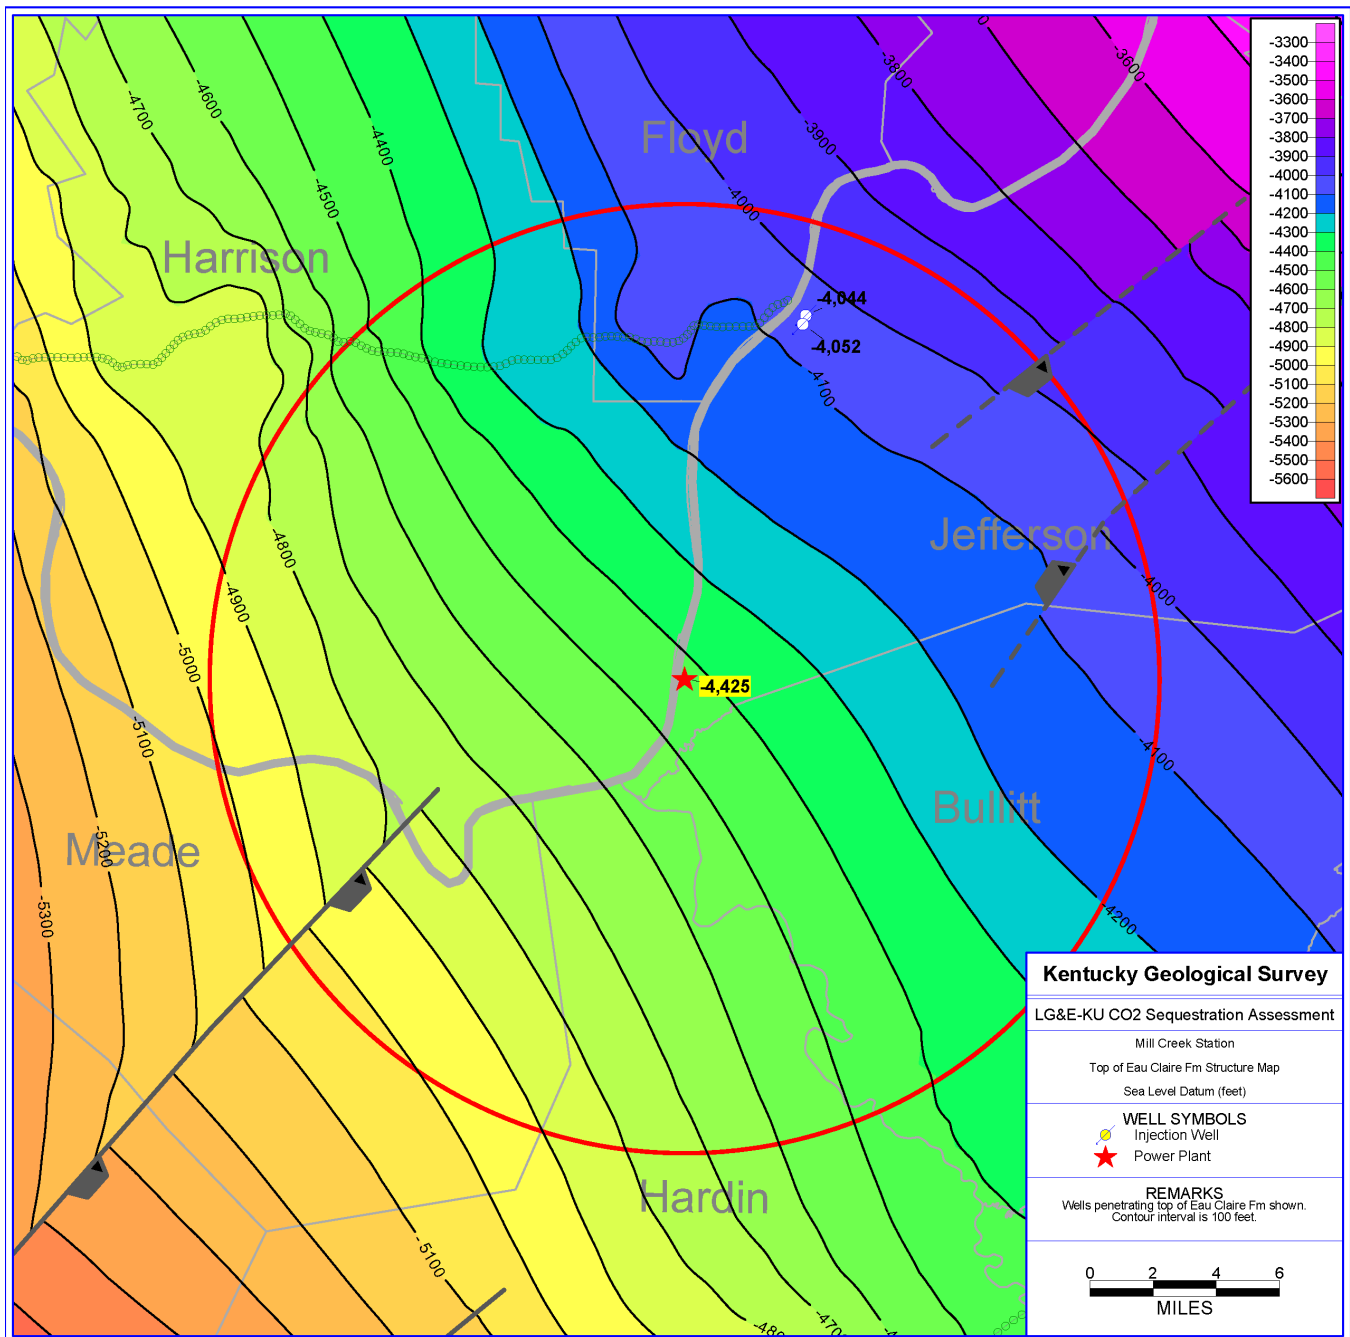 -3300
-3400
-3500
-3600
-3700
-3800
-3900
-4000
-4100
-4200
-4300
-4400
-4500
-4600
-4700
-4800
-4900
-5000
-5100
-5200
-5300
-5400
-5500
-5600
-3600
-3800
-3900
-4000
-4700
-4600
-4400
-4500
Floyd
Harrison
-4,044
-4,052
-4100
Jefferson
-4000
-4800
-4900
-5000
-5100
-4,425
-4100
Bullitt
Meade
-5200
-5300
-4200
Hardin
-5100
Kentucky Geological Survey
LG&E-KU CO2 Sequestration Assessment
Mill Creek Station
Top of Eau Claire Fm Structure Map
Sea Level Datum (feet)
WELL SYMBOLS
Injection Well
Power Plant
REMARKS
Wells penetrating top of Eau Claire Fm shown.
Contour interval is 100 feet.
0 2 4 6
MILES